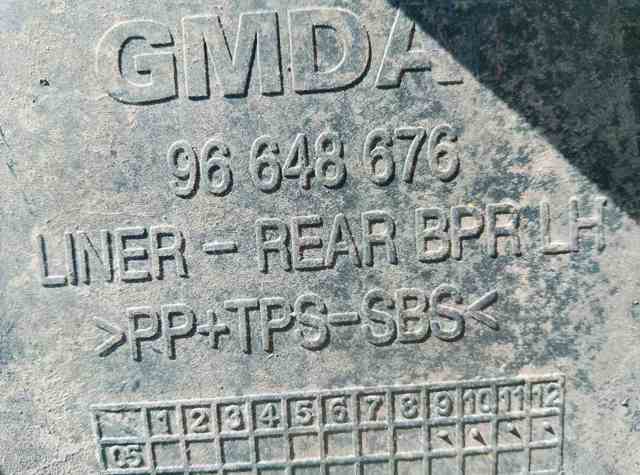 GMDA
96 648 676
LINER - REAR BPR LH
>PP+TPS-SBS<
1 2 3 4 5 6 7 8 9 10 11 12
05